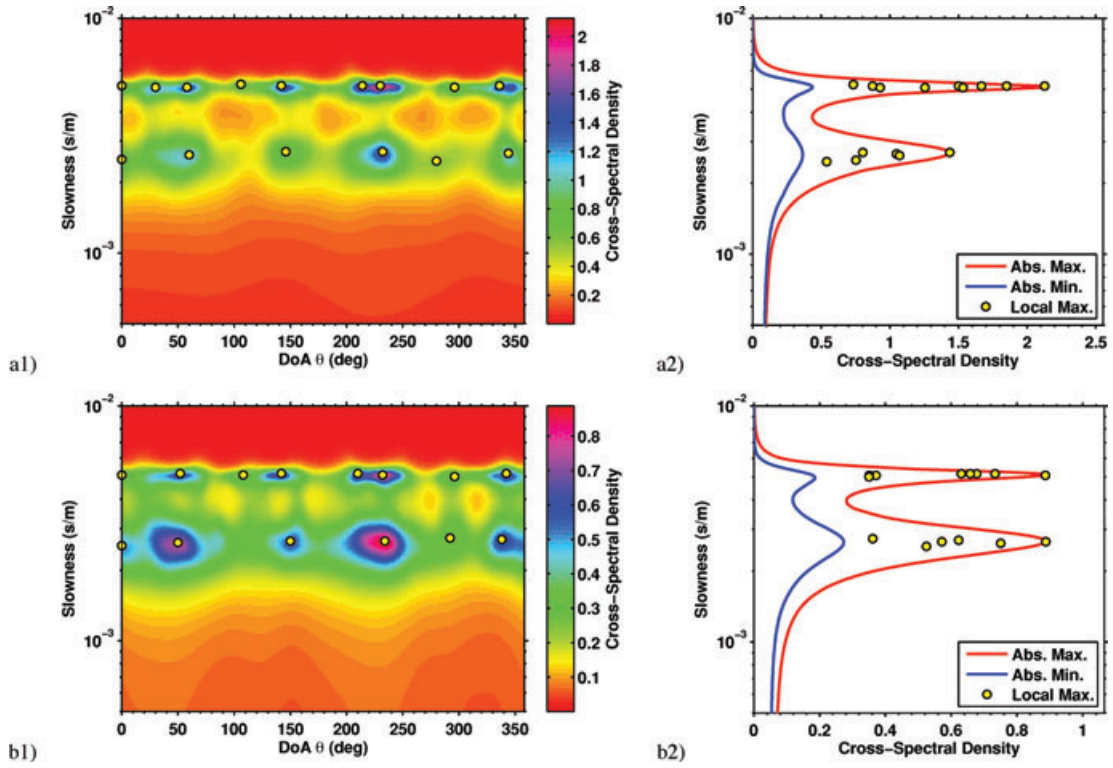 10⁻²
10⁻³
Slowness (s/m)
0 50 100 150 200 250 300 350
DoA θ (deg)
2
1.8
1.6
1.4
1.2
1
0.8
0.6
0.4
0.2
Cross-Spectral Density
a1)
10⁻²
10⁻³
Slowness (s/m)
Abs. Max.
Abs. Min.
Local Max.
0 0.5 1 1.5 2 2.5
Cross-Spectral Density
a2)
10⁻²
10⁻³
Slowness (s/m)
0 50 100 150 200 250 300 350
DoA θ (deg)
0.8
0.7
0.6
0.5
0.4
0.3
0.2
0.1
Cross-Spectral Density
b1)
10⁻²
10⁻³
Slowness (s/m)
Abs. Max.
Abs. Min.
Local Max.
0 0.2 0.4 0.6 0.8 1
Cross-Spectral Density
b2)